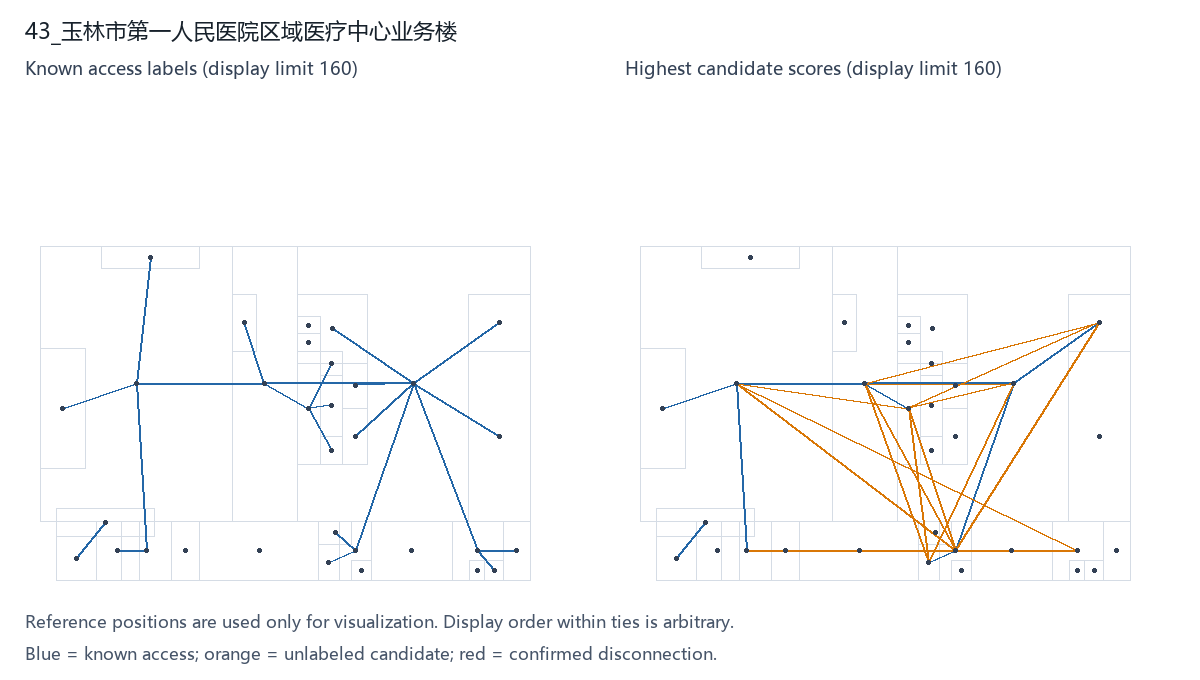 43_玉林市第一人民医院区域医疗中心业务楼
Known access labels (display limit 160)
Highest candidate scores (display limit 160)
Reference positions are used only for visualization. Display order within ties is arbitrary.
Blue = known access; orange = unlabeled candidate; red = confirmed disconnection.